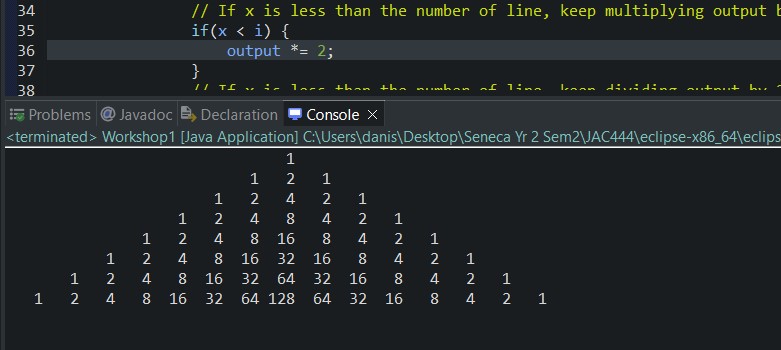 34 // If x is less than the number of line, keep multiplying output
35 if(x < i) {
36 output *= 2;
37 }
38 // If x is less than the number of line, keep dividing output by
Problems @ Javadoc Declaration Console ×
<terminated> Workshop1 [Java Application] C:\Users\danis\Desktop\Seneca Yr 2 Sem2\JAC444\eclipse-x86_64\eclips
1
1 2 1
1 2 4 2 1
1 2 4 8 4 2 1
1 2 4 8 16 8 4 2 1
1 2 4 8 16 32 16 8 4 2 1
1 2 4 8 16 32 64 32 16 8 4 2 1
1 2 4 8 16 32 64 128 64 32 16 8 4 2 1